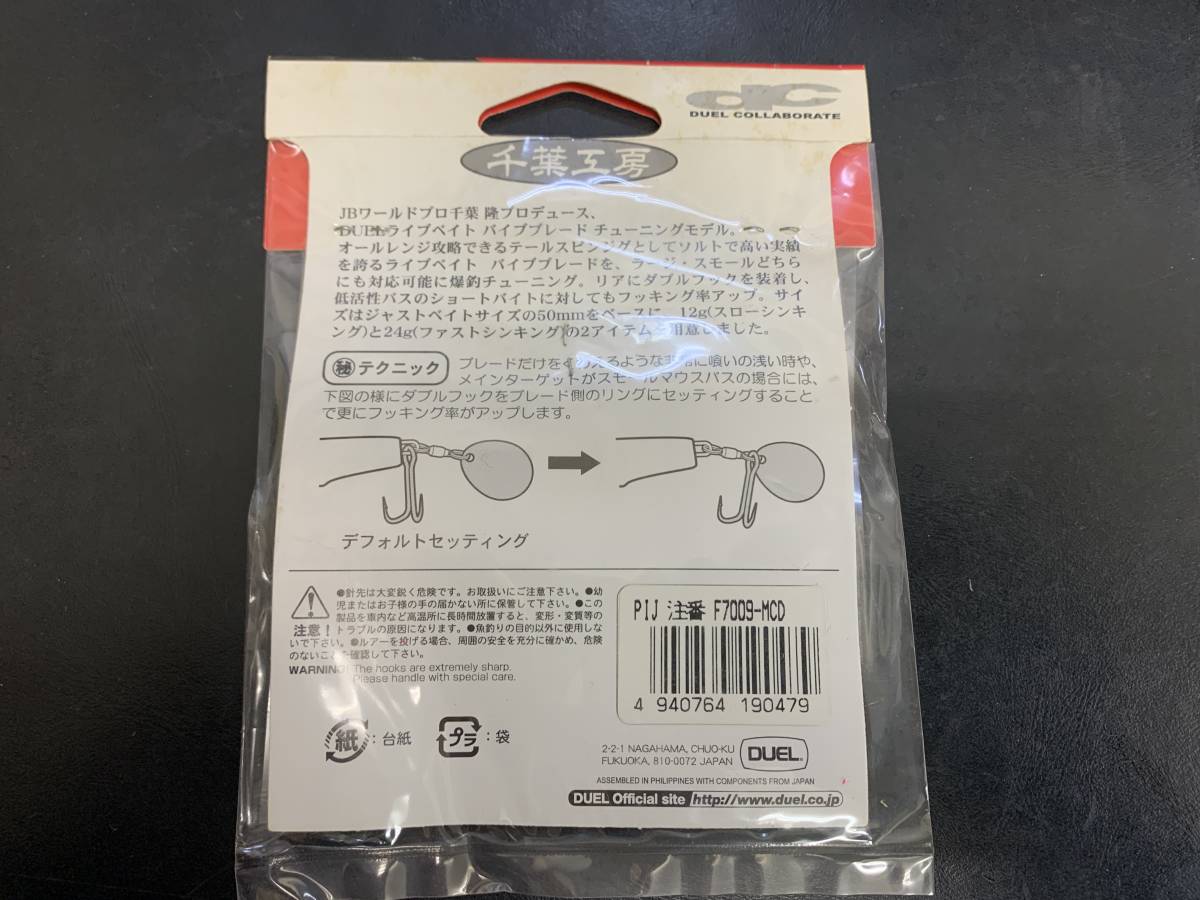 dc
DUEL COLLABORATE
千葉工房
JBワールドプロ千葉 隆プロデュース、
DUELライブベイト バイブブレード チューニングモデル。
オールレンジ攻略できるテールスピンジグとしてソルトで高い実績
を誇るライブベイト バイブブレードを、ラージ・スモールどちら
にも対応可能に爆釣チューニング。リアにダブルフックを装着し、
低活性バスのショートバイトに対してもフッキング率アップ。サイ
ズはジャストベイトサイズの50mmをベースに、12g(スローシンキ
ング)と24g(ファストシンキング)の2アイテムを用意しました。
㊙テクニック
ブレードだけをくわえるような非常に喰いの浅い時や、
メインターゲットがスモールマウスバスの場合には、
下図の様にダブルフックをブレード側のリングにセッティングすること
で更にフッキング率がアップします。
デフォルトセッティング
注意!
●針先は大変鋭く危険です。お取扱いにご注意下さい。●幼
児またはお子様の手の届かない所に保管して下さい。●この
製品を車内など高温所に長時間放置すると、変形・変質等の
トラブルの原因になります。●魚釣りの目的以外に使用しな
いで下さい。●ルアーを投げる場合、周囲の安全を充分に確かめ、危険
のないことを確認して下さい。
WARNING! The hooks are extremely sharp.
Please handle with special care.
紙:台紙
プラ:袋
PIJ 注番 F7009-MCD
4 940764 190479
2-2-1 NAGAHAMA, CHUO-KU
FUKUOKA, 810-0072 JAPAN
DUEL®
ASSEMBLED IN PHILIPPINES WITH COMPONENTS FROM JAPAN
DUEL Official site http://www.duel.co.jp